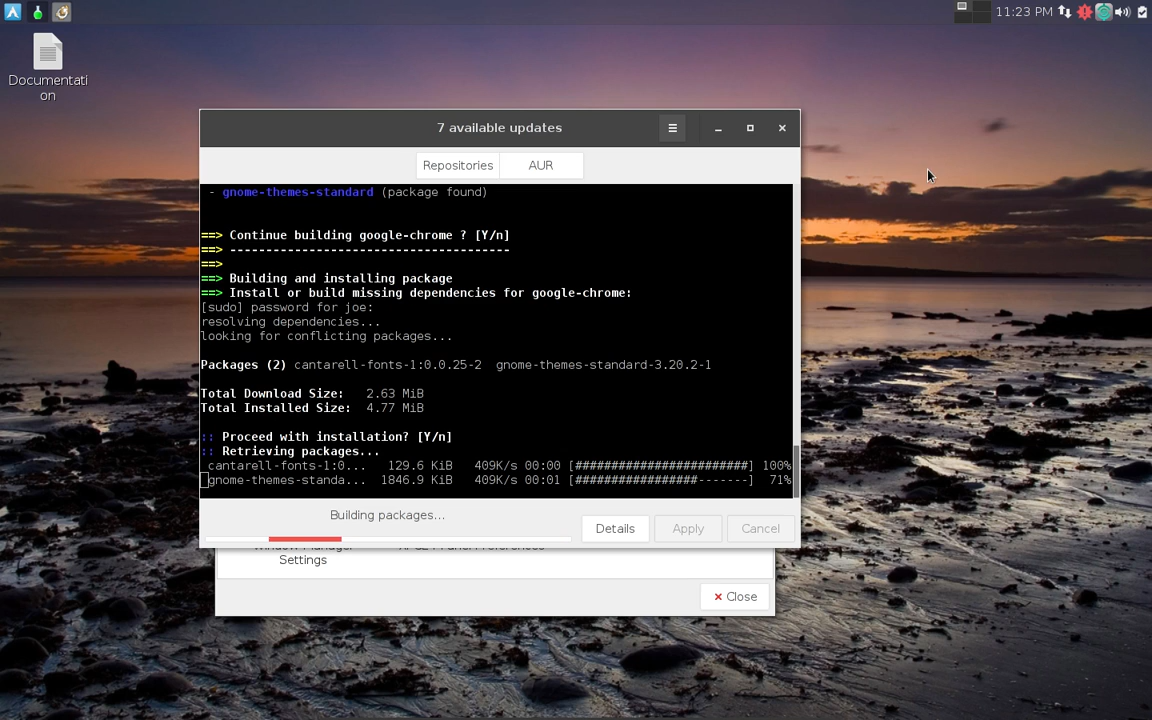 11:23 PM
Documentati
on
7 available updates
Repositories
AUR
- gnome-themes-standard (package found)
==> Continue building google-chrome ? [Y/n]
==> ---------------------------------------
==>
==> Building and installing package
==> Install or build missing dependencies for google-chrome:
[sudo] password for joe:
resolving dependencies...
looking for conflicting packages...
Packages (2) cantarell-fonts-1:0.0.25-2  gnome-themes-standard-3.20.2-1
Total Download Size:   2.63 MiB
Total Installed Size:  4.77 MiB
:: Proceed with installation? [Y/n]
:: Retrieving packages...
cantarell-fonts-1:0...   129.6 KiB   409K/s 00:00 [########################] 100%
gnome-themes-standa...  1846.9 KiB   409K/s 00:01 [#################-------]  71%
Building packages...
Details
Apply
Cancel
Settings
Close